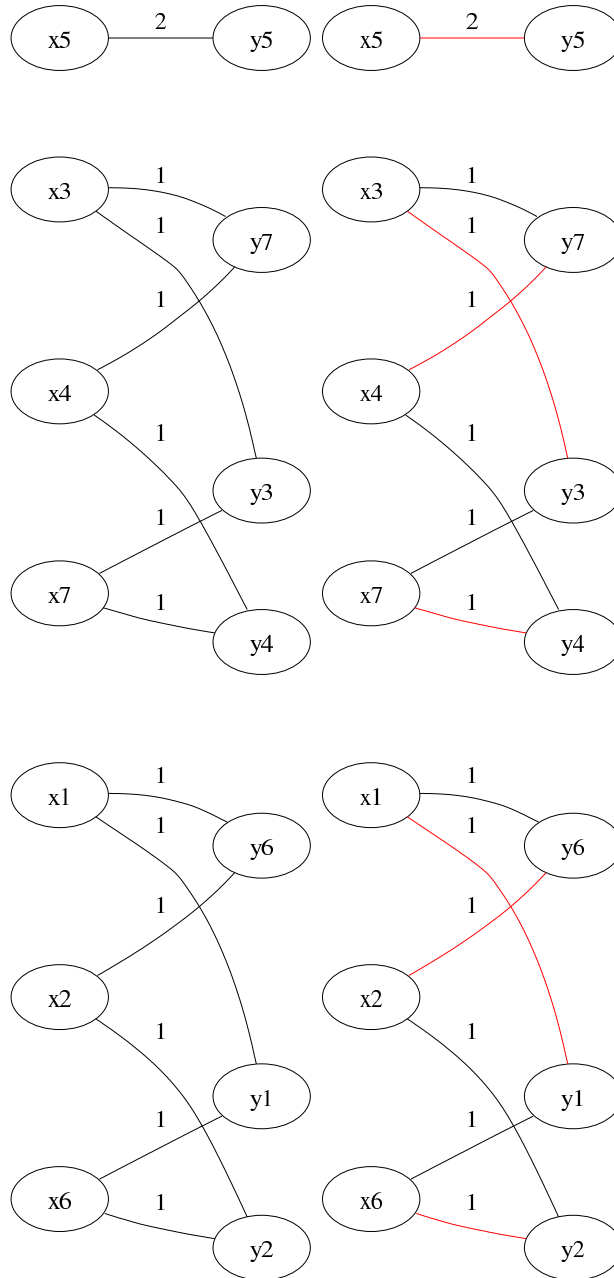 x5 2 y5 x5 2 y5
x3 1 x3 1
1 y7 1 y7
1 1
x4 x4
1 1
y3 y3
1 1
x7 1 x7 1
y4 y4
x1 1 x1 1
1 y6 1 y6
1 1
x2 x2
1 1
y1 y1
1 1
x6 1 x6 1
y2 y2